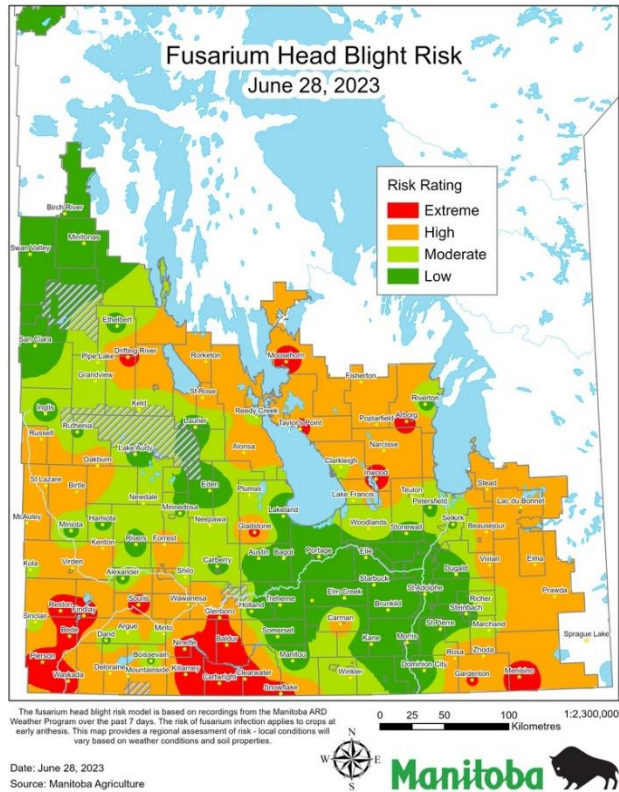 Fusarium Head Blight Risk
June 28, 2023
Risk Rating
Extreme
High
Moderate
Low
Birch River
Minitonas
Swan Valley
Ethelbert
San Clara
Pipe Lake
Drifting River
Grandview
Rorketon
Moosehorn
Fisherton
St Rose
Reedy Creek
Keld
Inglis
Ruthenia
Laurier
Russell
Lake Audy
Taylor's Point
Poplarfield
Arborg
Riverton
Narcisse
Alonsa
Oakburn
Clarkleigh
Inwood
St Lazare
Birtle
Eden
Plumas
Lake Francis
Teulon
Stead
Newdale
Minnedosa
Neepawa
Lakeland
Petersfield
Lac du Bonnet
McAuley
Miniota
Hamiota
Gladstone
Woodlands
Stonewall
Selkirk
Beausejour
Kenton
Rivers
Forrest
Austin
Bagot
Portage
Elie
Vivian
Elma
Kola
Virden
Alexander
Shilo
Carberry
Starbuck
Dugald
Prawda
Sinclair
Reston
Findlay
Souris
Wawanesa
Glenboro
Holland
Treherne
Elm Creek
Brunkild
St Adolphe
Richer
Steinbach
Marchand
Bede
Argue
Dand
Minto
Ninette
Baldur
Somerset
Carman
Kane
Morris
St Pierre
Sprague Lake
Pierson
Waskada
Deloraine
Boissevain
Mountainside
Killarney
Cartwright
Clearwater
Snowflake
Manitou
Winkler
Dominion City
Rosa
Zhoda
Gardenton
Menisino
The fusarium head blight risk model is based on recordings from the Manitoba ARD
Weather Program over the past 7 days. The risk of fusarium infection applies to crops at
early anthesis. This map provides a regional assessment of risk - local conditions will
vary based on weather conditions and soil properties.
0 25 50 100
Kilometres
1:2,300,000
N
W E
S
Date: June 28, 2023
Source: Manitoba Agriculture
Manitoba